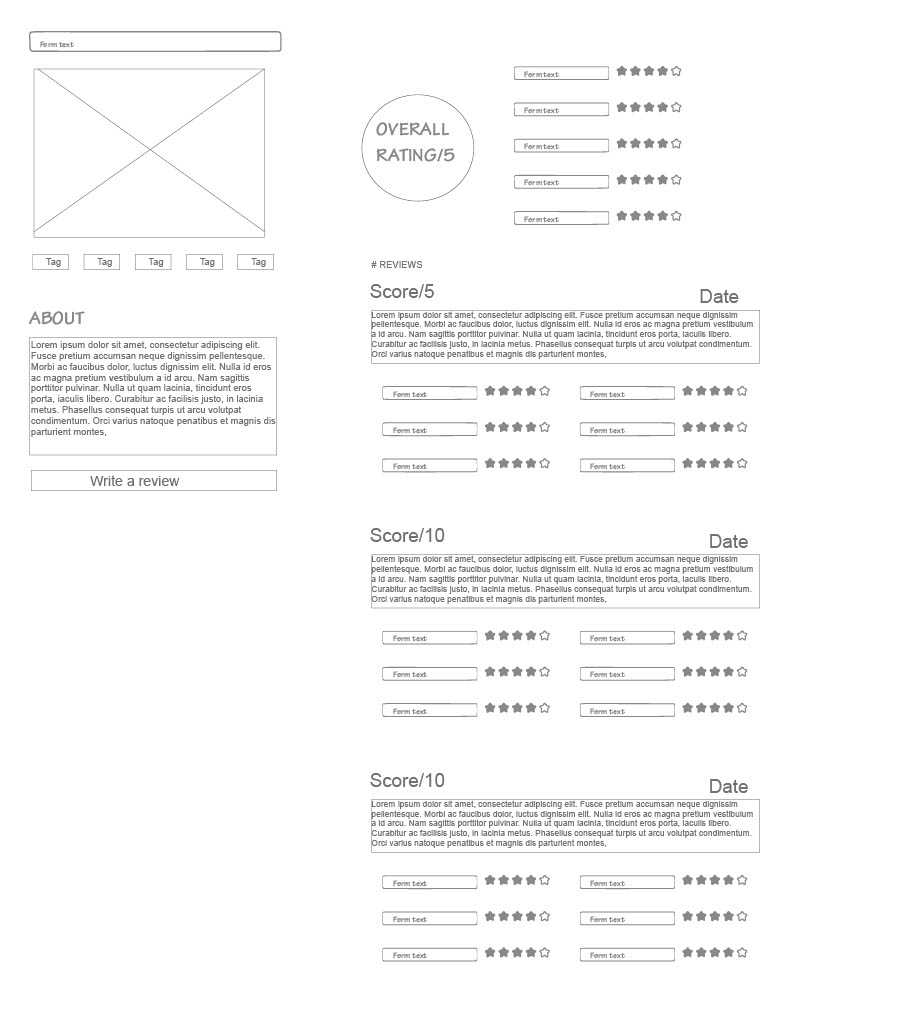 Form text
Tag Tag Tag Tag Tag
ABOUT
Lorem ipsum dolor sit amet, consectetur adipiscing elit.
Fusce pretium accumsan neque dignissim pellentesque.
Morbi ac faucibus dolor, luctus dignissim elit. Nulla id eros
ac magna pretium vestibulum a id arcu. Nam sagittis
porttitor pulvinar. Nulla ut quam lacinia, tincidunt eros
porta, iaculis libero. Curabitur ac facilisis justo, in lacinia
metus. Phasellus consequat turpis ut arcu volutpat
condimentum. Orci varius natoque penatibus et magnis dis
parturient montes,
Write a review
OVERALL
RATING/5
Form text
Form text
Form text
Form text
Form text
# REVIEWS
Score/5 Date
Lorem ipsum dolor sit amet, consectetur adipiscing elit. Fusce pretium accumsan neque dignissim
pellentesque. Morbi ac faucibus dolor, luctus dignissim elit. Nulla id eros ac magna pretium vestibulum
a id arcu. Nam sagittis porttitor pulvinar. Nulla ut quam lacinia, tincidunt eros porta, iaculis libero.
Curabitur ac facilisis justo, in lacinia metus. Phasellus consequat turpis ut arcu volutpat condimentum.
Orci varius natoque penatibus et magnis dis parturient montes,
Form text Form text
Form text Form text
Form text Form text
Score/10 Date
Lorem ipsum dolor sit amet, consectetur adipiscing elit. Fusce pretium accumsan neque dignissim
pellentesque. Morbi ac faucibus dolor, luctus dignissim elit. Nulla id eros ac magna pretium vestibulum
a id arcu. Nam sagittis porttitor pulvinar. Nulla ut quam lacinia, tincidunt eros porta, iaculis libero.
Curabitur ac facilisis justo, in lacinia metus. Phasellus consequat turpis ut arcu volutpat condimentum.
Orci varius natoque penatibus et magnis dis parturient montes,
Form text Form text
Form text Form text
Form text Form text
Score/10 Date
Lorem ipsum dolor sit amet, consectetur adipiscing elit. Fusce pretium accumsan neque dignissim
pellentesque. Morbi ac faucibus dolor, luctus dignissim elit. Nulla id eros ac magna pretium vestibulum
a id arcu. Nam sagittis porttitor pulvinar. Nulla ut quam lacinia, tincidunt eros porta, iaculis libero.
Curabitur ac facilisis justo, in lacinia metus. Phasellus consequat turpis ut arcu volutpat condimentum.
Orci varius natoque penatibus et magnis dis parturient montes,
Form text Form text
Form text Form text
Form text Form text